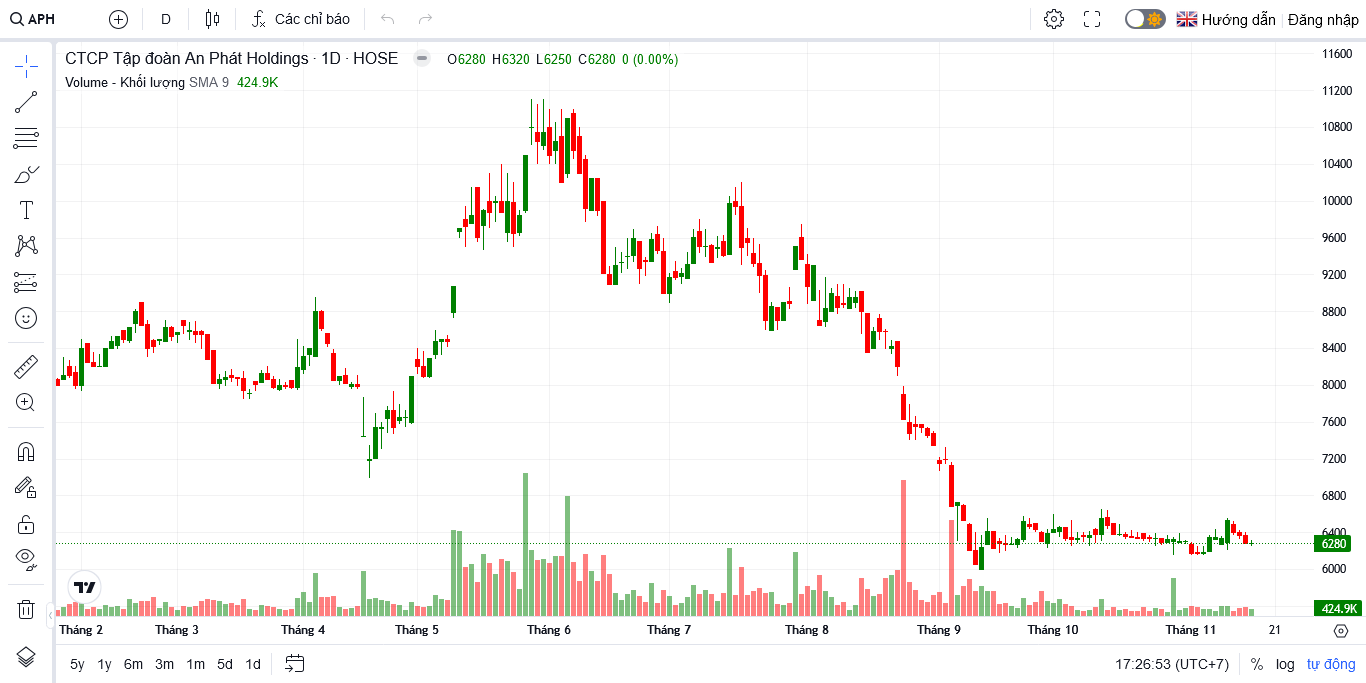 APH D Các chỉ báo Hướng dẫn Đăng nhập
CTCP Tập đoàn An Phát Holdings · 1D · HOSE O6280 H6320 L6250 C6280 0 (0.00%)
Volume - Khối lượng SMA 9 424.9K
11600
11200
10800
10400
10000
9600
9200
8800
8400
8000
7600
7200
6800
6400
6280
6000
424.9K
Tháng 2 Tháng 3 Tháng 4 Tháng 5 Tháng 6 Tháng 7 Tháng 8 Tháng 9 Tháng 10 Tháng 11 21
5y 1y 6m 3m 1m 5d 1d 17:26:53 (UTC+7) % log tự động